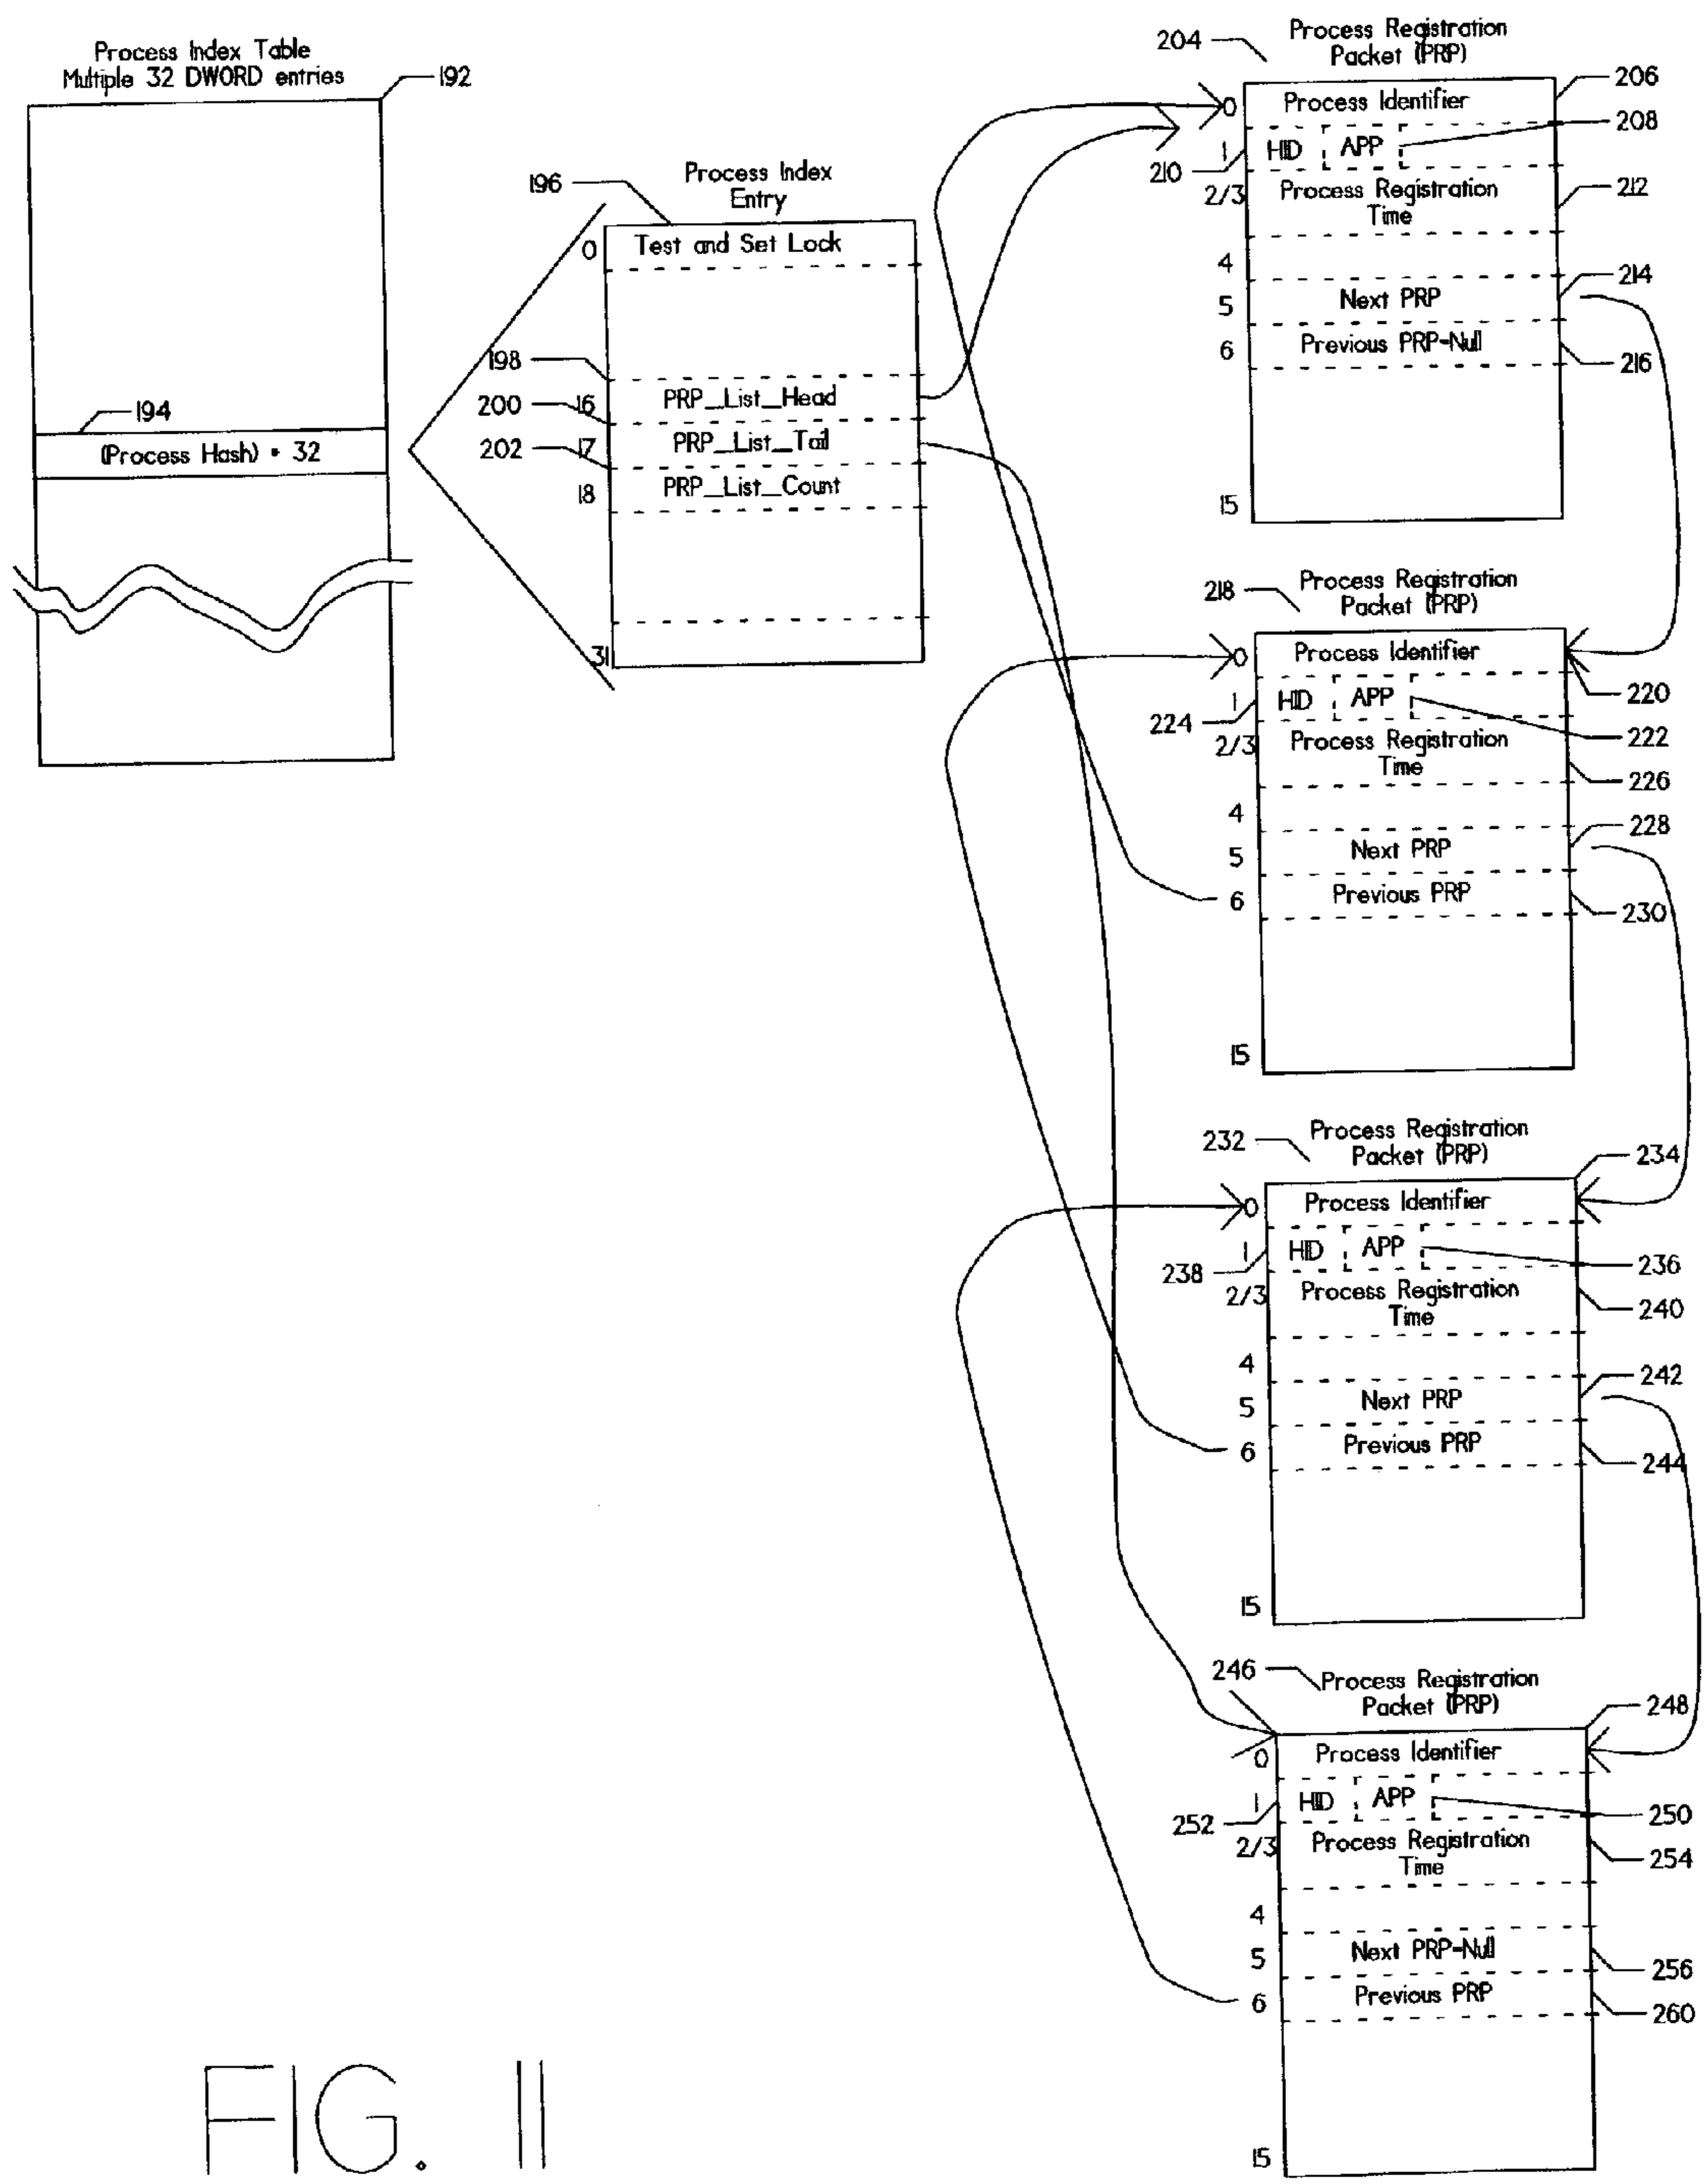 Process Index Table
Multiple 32 DWORD entries
192
194
(Process Hash) * 32
196
Process Index
Entry
0
Test and Set Lock
198
16
PRP_List_Head
200
17
PRP_List_Tail
202
18
PRP_List_Count
31
204
Process Registration
Packet (PRP)
206
0
Process Identifier
208
1
HID
APP
210
2/3
Process Registration
Time
212
4
214
5
Next PRP
6
Previous PRP-Null
216
15
218
Process Registration
Packet (PRP)
0
Process Identifier
220
1
HID
APP
224
222
2/3
Process Registration
Time
226
4
228
5
Next PRP
6
Previous PRP
230
15
232
Process Registration
Packet (PRP)
234
0
Process Identifier
1
HID
APP
238
236
2/3
Process Registration
Time
240
4
242
5
Next PRP
6
Previous PRP
244
15
246
Process Registration
Packet (PRP)
248
0
Process Identifier
1
HID
APP
252
250
2/3
Process Registration
Time
254
4
5
Next PRP-Null
256
6
Previous PRP
260
15
FIG. 11